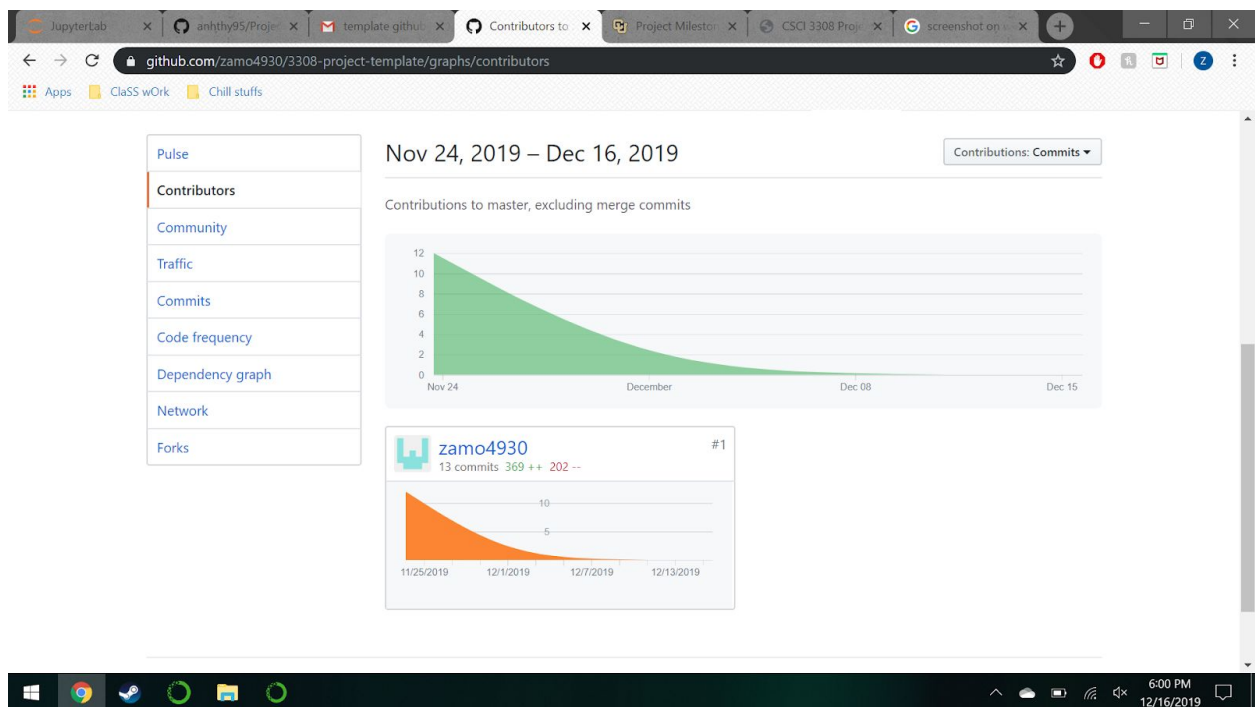 JupyterLab
anhthy95/Projec
template github
Contributors to
Project Mileston
CSCI 3308 Proje
screenshot on
github.com/zamo4930/3308-project-template/graphs/contributors
Z
Apps ClaSS wOrk Chill stuffs
Pulse
Contributors
Community
Traffic
Commits
Code frequency
Dependency graph
Network
Forks
Nov 24, 2019 – Dec 16, 2019
Contributions: Commits
Contributions to master, excluding merge commits
12
10
8
6
4
2
0
Nov 24 December Dec 08 Dec 15
zamo4930 #1
13 commits 369 ++ 202 --
10
5
11/25/2019 12/1/2019 12/7/2019 12/13/2019
6:00 PM
12/16/2019